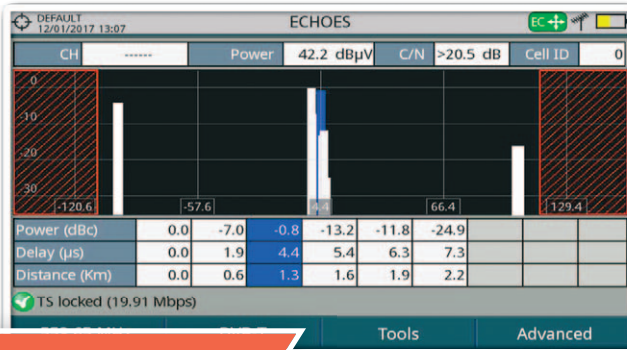 DEFAULT
12/01/2017 13:07
ECHOES
EC
CH ------ Power 42.2 dBµV C/N >20.5 dB Cell ID 0
0
-10
-20
30
-120.6 -57.6 4.4 66.4 129.4
Power (dBc) 0.0 -7.0 -0.8 -13.2 -11.8 -24.9
Delay (µs) 0.0 1.9 4.4 5.4 6.3 7.3
Distance (Km) 0.0 0.6 1.3 1.6 1.9 2.2
TS locked (19.91 Mbps)
Tools Advanced